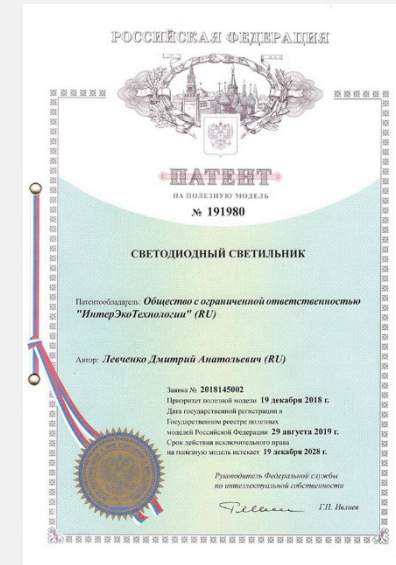 РОССИЙСКАЯ ФЕДЕРАЦИЯ
ПАТЕНТ
НА ПОЛЕЗНУЮ МОДЕЛЬ
№ 191980
СВЕТОДИОДНЫЙ СВЕТИЛЬНИК
Патентообладатель: Общество с ограниченной ответственностью
"ИнтерЭкоТехнологии" (RU)
Автор: Левченко Дмитрий Анатольевич (RU)
Заявка № 2018145002
Приоритет полезной модели 19 декабря 2018 г.
Дата государственной регистрации в
Государственном реестре полезных
моделей Российской Федерации 29 августа 2019 г.
Срок действия исключительного права
на полезную модель истекает 19 декабря 2028 г.
Руководитель Федеральной службы
по интеллектуальной собственности
Г.П. Ивлиев